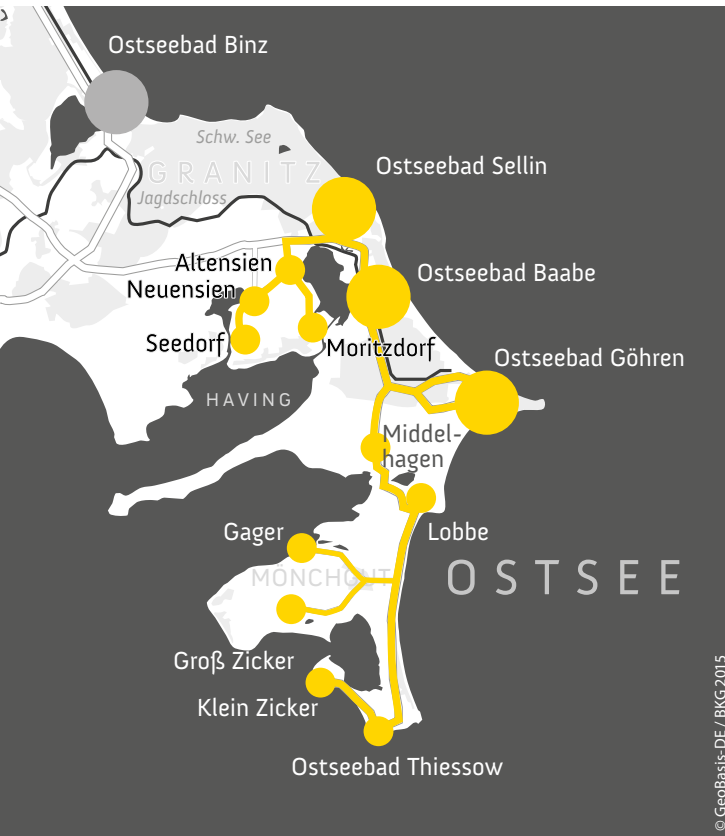 Ostseebad Binz
Schw. See
GRANITZ
Ostseebad Sellin
Jagdschloss
Altensien
Ostseebad Baabe
Neuensien
Seedorf
Moritzdorf
Ostseebad Göhren
HAVING
Middel-
hagen
Gager
Lobbe
MÖNCHGUT
OSTSEE
Groß Zicker
Klein Zicker
Ostseebad Thiessow
© GeoBasis-DE / BKG 2015